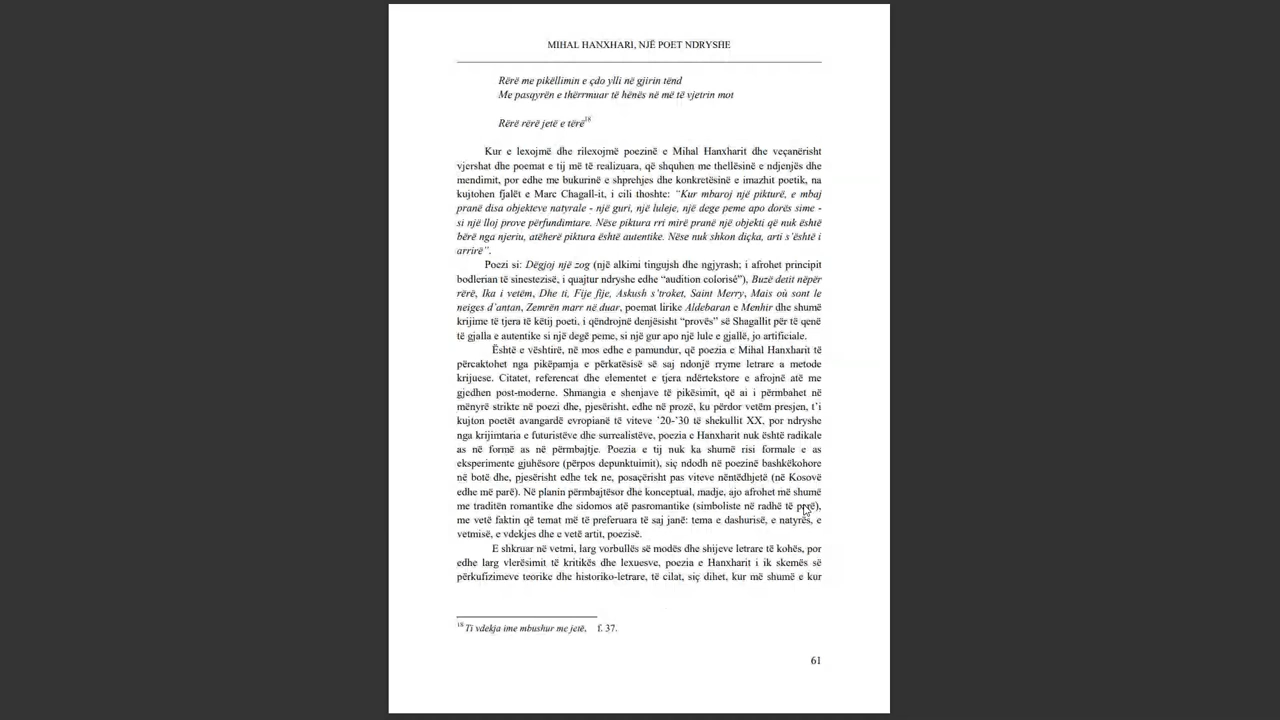 MIHAL HANXHARI, NJË POET NDRYSHE
Rërë me pikëllimin e çdo ylli në gjirin tënd
Me pasqyrën e thërrmuar të hënës në më të vjetrin mot
Rërë rërë jetë e tërë18
Kur e lexojmë dhe rilexojmë poezinë e Mihal Hanxharit dhe veçanërisht
vjershat dhe poemat e tij më të realizuara, që shquhen me thellësinë e ndjenjës dhe
mendimit, por edhe me bukurinë e shprehjes dhe konkretësinë e imazhit poetik, na
kujtohen fjalët e Marc Chagall-it, i cili thoshte: “Kur mbaroj një pikturë, e mbaj
pranë disa objekteve natyrale - një guri, një luleje, një dege peme apo dorës sime -
si një lloj prove përfundimtare. Nëse piktura rri mirë pranë një objekti që nuk është
bërë nga njeriu, atëherë piktura është autentike. Nëse nuk shkon diçka, arti s’është i
arrirë”.
Poezi si: Dëgjoj një zog (një alkimi tingujsh dhe ngjyrash; i afrohet principit
bodlerian të sinestezisë, i quajtur ndryshe edhe “audition colorisé”), Buzë detit nëpër
rërë, Ika i vetëm, Dhe ti, Fije fije, Askush s’troket, Saint Merry, Mais où sont le
neiges d’antan, Zemrën marr në duar, poemat lirike Aldebaran e Menhir dhe shumë
krijime të tjera të këtij poeti, i qëndrojnë denjësisht “provës” së Shagallit për të qenë
të gjalla e autentike si një degë peme, si një gur apo një lule e gjallë, jo artificiale.
Është e vështirë, në mos edhe e pamundur, që poezia e Mihal Hanxharit të
përcaktohet nga pikëpamja e përkatësisë së saj ndonjë rryme letrare a metode
krijuese. Citatet, referencat dhe elementet e tjera ndërtekstore e afrojnë atë me
gjedhen post-moderne. Shmangia e shenjave të pikësimit, që ai i përmbahet në
mënyrë strikte në poezi dhe, pjesërisht, edhe në prozë, ku përdor vetëm presjen, t’i
kujton poetët avangardë evropianë të viteve ’20-’30 të shekullit XX, por ndryshe
nga krijimtaria e futuristëve dhe surrealistëve, poezia e Hanxharit nuk është radikale
as në formë as në përmbajtje. Poezia e tij nuk ka shumë risi formale e as
eksperimente gjuhësore (përpos depunktuimit), siç ndodh në poezinë bashkëkohore
në botë dhe, pjesërisht edhe tek ne, posaçërisht pas viteve nëntëdhjetë (në Kosovë
edhe më parë). Në planin përmbajtësor dhe konceptual, madje, ajo afrohet më shumë
me traditën romantike dhe sidomos atë pasromantike (simboliste në radhë të parë),
me vetë faktin që temat më të preferuara të saj janë: tema e dashurisë, e natyrës, e
vetmisë, e vdekjes dhe e vetë artit, poezisë.
E shkruar në vetmi, larg vorbullës së modës dhe shijeve letrare të kohës, por
edhe larg vlerësimit të kritikës dhe lexuesve, poezia e Hanxharit i ik skemës së
përkufizimeve teorike dhe historiko-letrare, të cilat, siç dihet, kur më shumë e kur
18 Ti vdekja ime mbushur me jetë, f. 37.
61